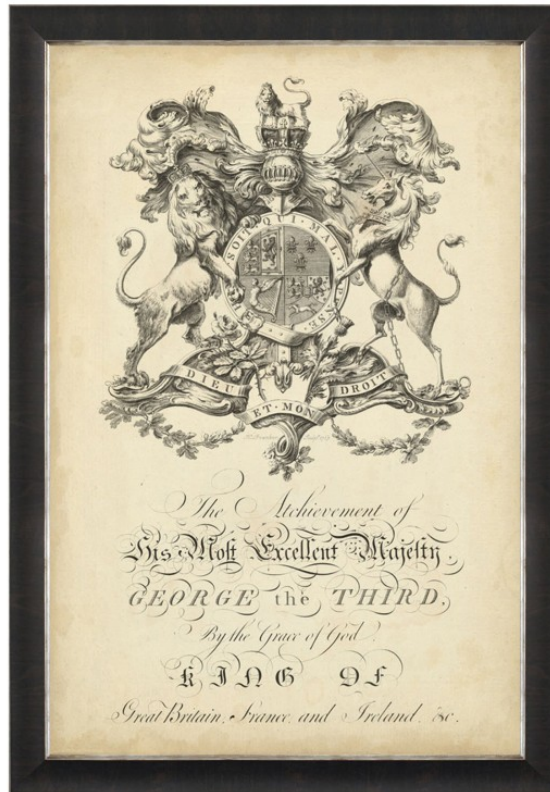 SOIT QUI MAL Y PENSE
DIEU
ET·MON
DROIT
The Atchievement of
His Moſt Excellent Majeſty.
GEORGE the THIRD.
By the Grace of God
KING OF
Great Britain, France, and Ireland, &c.